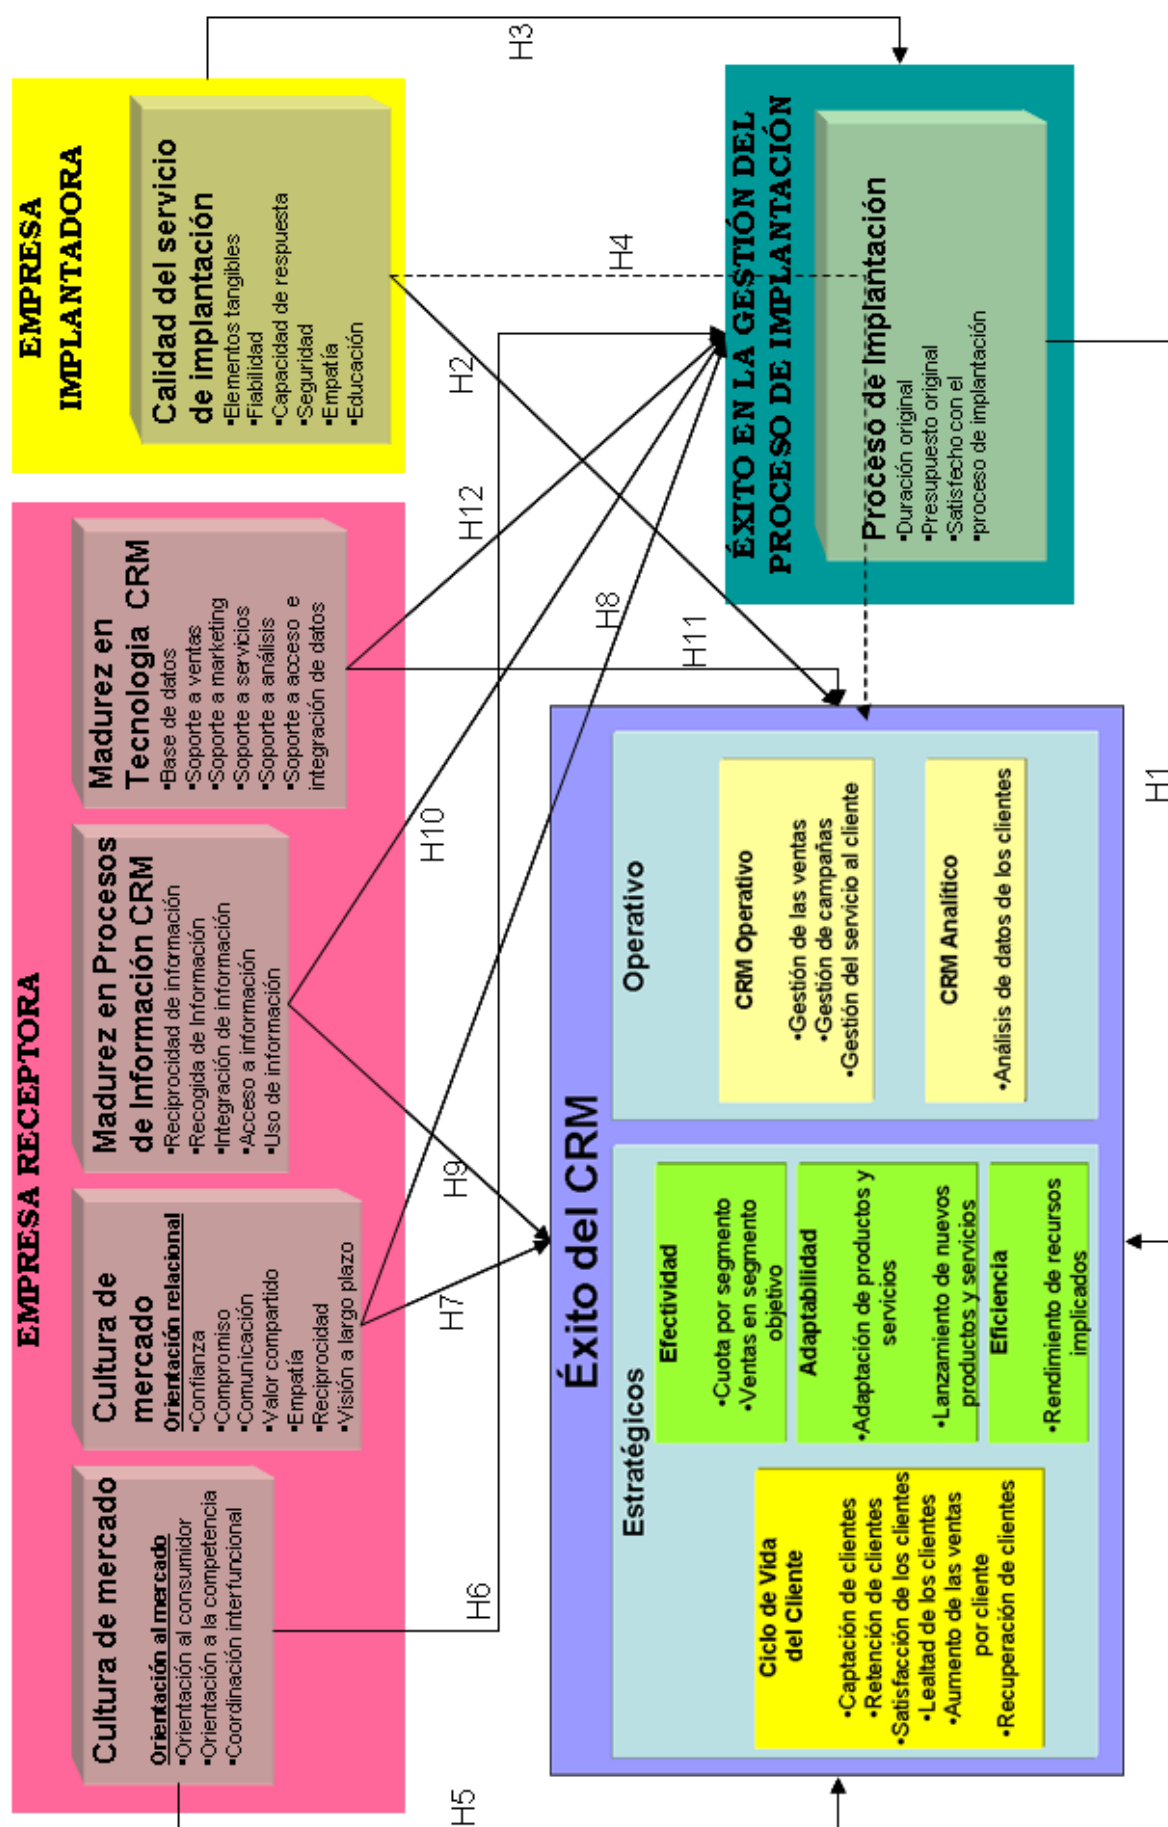 EMPRESA RECEPTORA
Cultura de mercado
Orientación al mercado
•Orientación al consumidor
•Orientación a la competencia
•Coordinación interfuncional
Cultura de
mercado
Orientación relacional
•Confianza
•Compromiso
•Comunicación
•Valor compartido
•Empatía
•Reciprocidad
•Visión a largo plazo
Madurez en Procesos
de Información CRM
•Reciprocidad de información
•Recogida de Información
•Integración de información
•Acceso a información
•Uso de información
Madurez en
Tecnologia CRM
•Base de datos
•Soporte a ventas
•Soporte a marketing
•Soporte a servicios
•Soporte a análisis
•Soporte a acceso e
integración de datos
EMPRESA
IMPLANTADORA
Calidad del servicio
de implantación
•Elementos tangibles
•Fiabilidad
•Capacidad de respuesta
•Seguridad
•Empatía
•Educación
H5
H6
H7
H9
H10
H8
H11
H12
H2
H4
H3
H1
Éxito del CRM
Estratégicos
Ciclo de Vida
del Cliente
•Captación de clientes
•Retención de clientes
•Satisfacción de los clientes
•Lealtad de los clientes
•Aumento de las ventas
por cliente
•Recuperación de clientes
Efectividad
•Cuota por segmento
•Ventas en segmento
objetivo
Adaptabilidad
•Adaptación de productos y
servicios
•Lanzamiento de nuevos
productos y servicios
Eficiencia
•Rendimiento de recursos
implicados
Operativo
CRM Operativo
•Gestión de las ventas
•Gestión de campañas
•Gestión del servicio al cliente
CRM Analítico
•Análisis de datos de los clientes
ÉXITO EN LA GESTIÓN DEL
PROCESO DE IMPLANTACIÓN
Proceso de Implantación
•Duración original
•Presupuesto original
•Satisfecho con el
•proceso de implantación